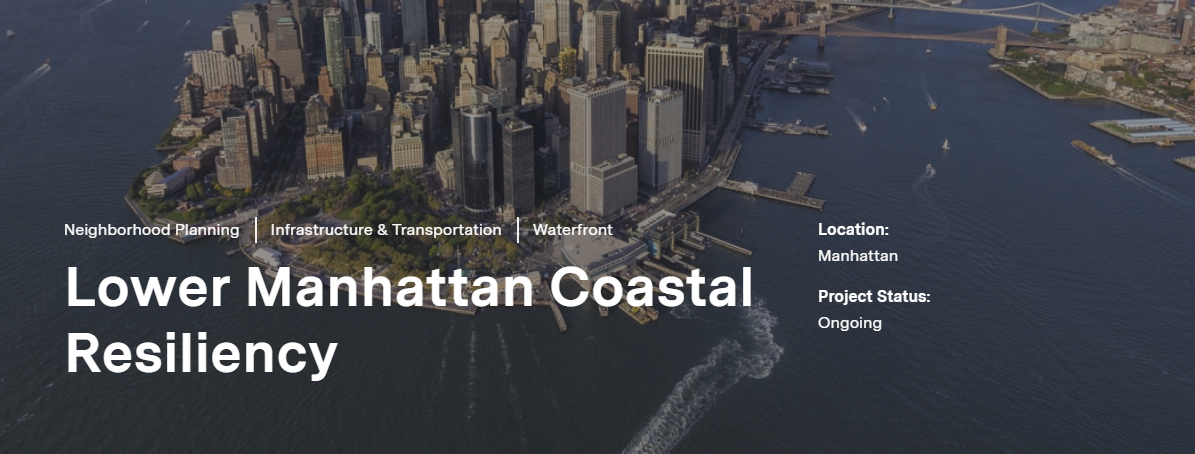 Neighborhood Planning | Infrastructure & Transportation | Waterfront
Lower Manhattan Coastal
Resiliency
Location:
Manhattan
Project Status:
Ongoing